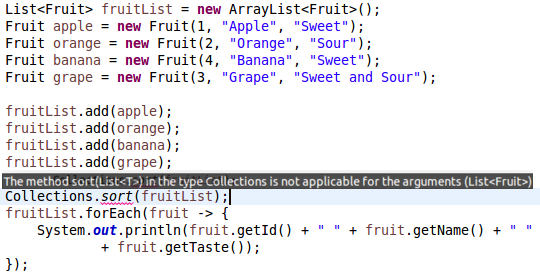 List<Fruit> fruitList = new ArrayList<Fruit>();
Fruit apple = new Fruit(1, "Apple", "Sweet");
Fruit orange = new Fruit(2, "Orange", "Sour");
Fruit banana = new Fruit(4, "Banana", "Sweet");
Fruit grape = new Fruit(3, "Grape", "Sweet and Sour");
fruitList.add(apple);
fruitList.add(orange);
fruitList.add(banana);
fruitList.add(grape);
The method sort(List<T>) in the type Collections is not applicable for the arguments (List<Fruit>)
Collections.sort(fruitList);
fruitList.forEach(fruit -> {
    System.out.println(fruit.getId() + " " + fruit.getName() + " "
            + fruit.getTaste());
});